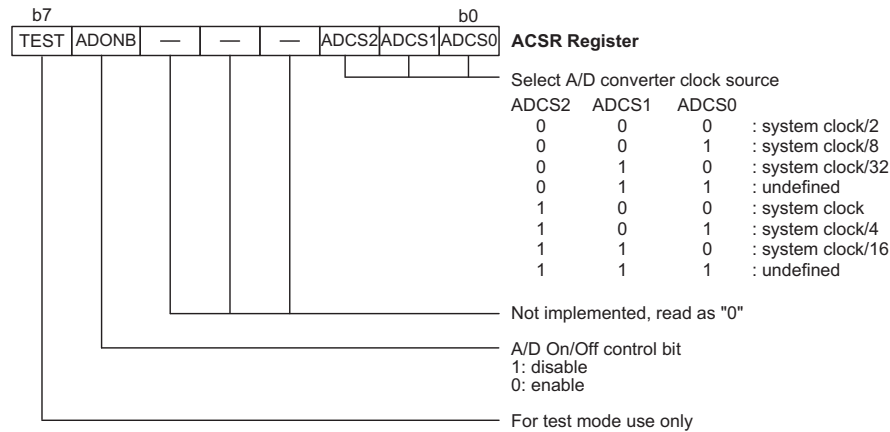 b7 b0
TEST ADONB — — — ADCS2 ADCS1 ADCS0 ACSR Register
Select A/D converter clock source
ADCS2 ADCS1 ADCS0
0 0 0 : system clock/2
0 0 1 : system clock/8
0 1 0 : system clock/32
0 1 1 : undefined
1 0 0 : system clock
1 0 1 : system clock/4
1 1 0 : system clock/16
1 1 1 : undefined
Not implemented, read as "0"
A/D On/Off control bit
1: disable
0: enable
For test mode use only